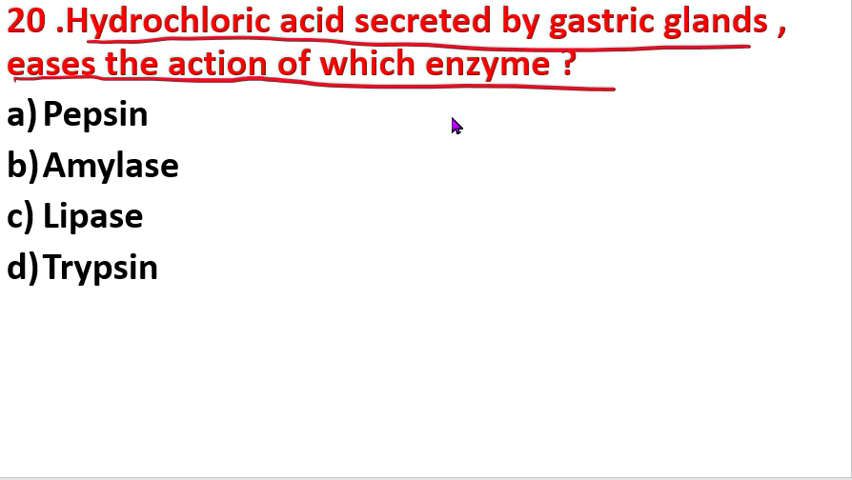 20 .Hydrochloric acid secreted by gastric glands ,
eases the action of which enzyme ?
a) Pepsin
b) Amylase
c) Lipase
d) Trypsin